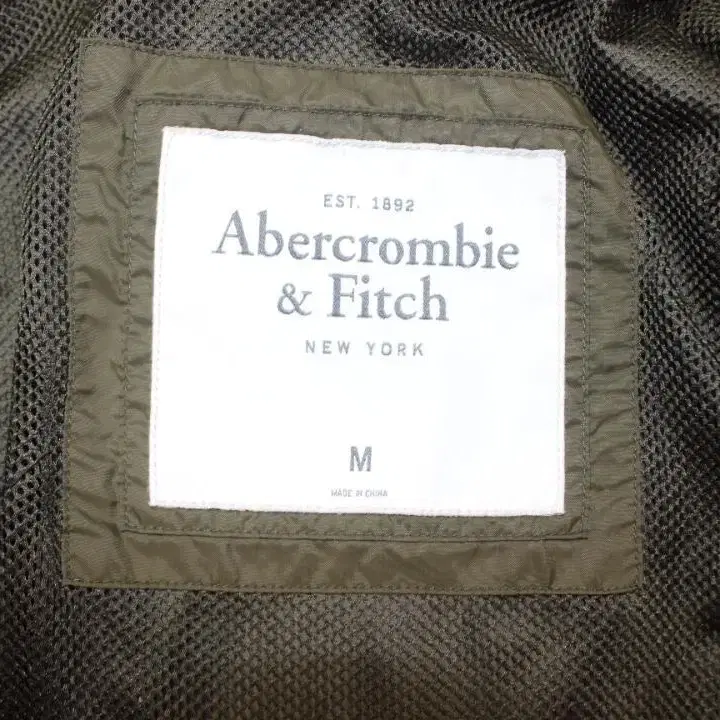 EST. 1892
Abercrombie
& Fitch
NEW YORK
M
MADE IN CHINA